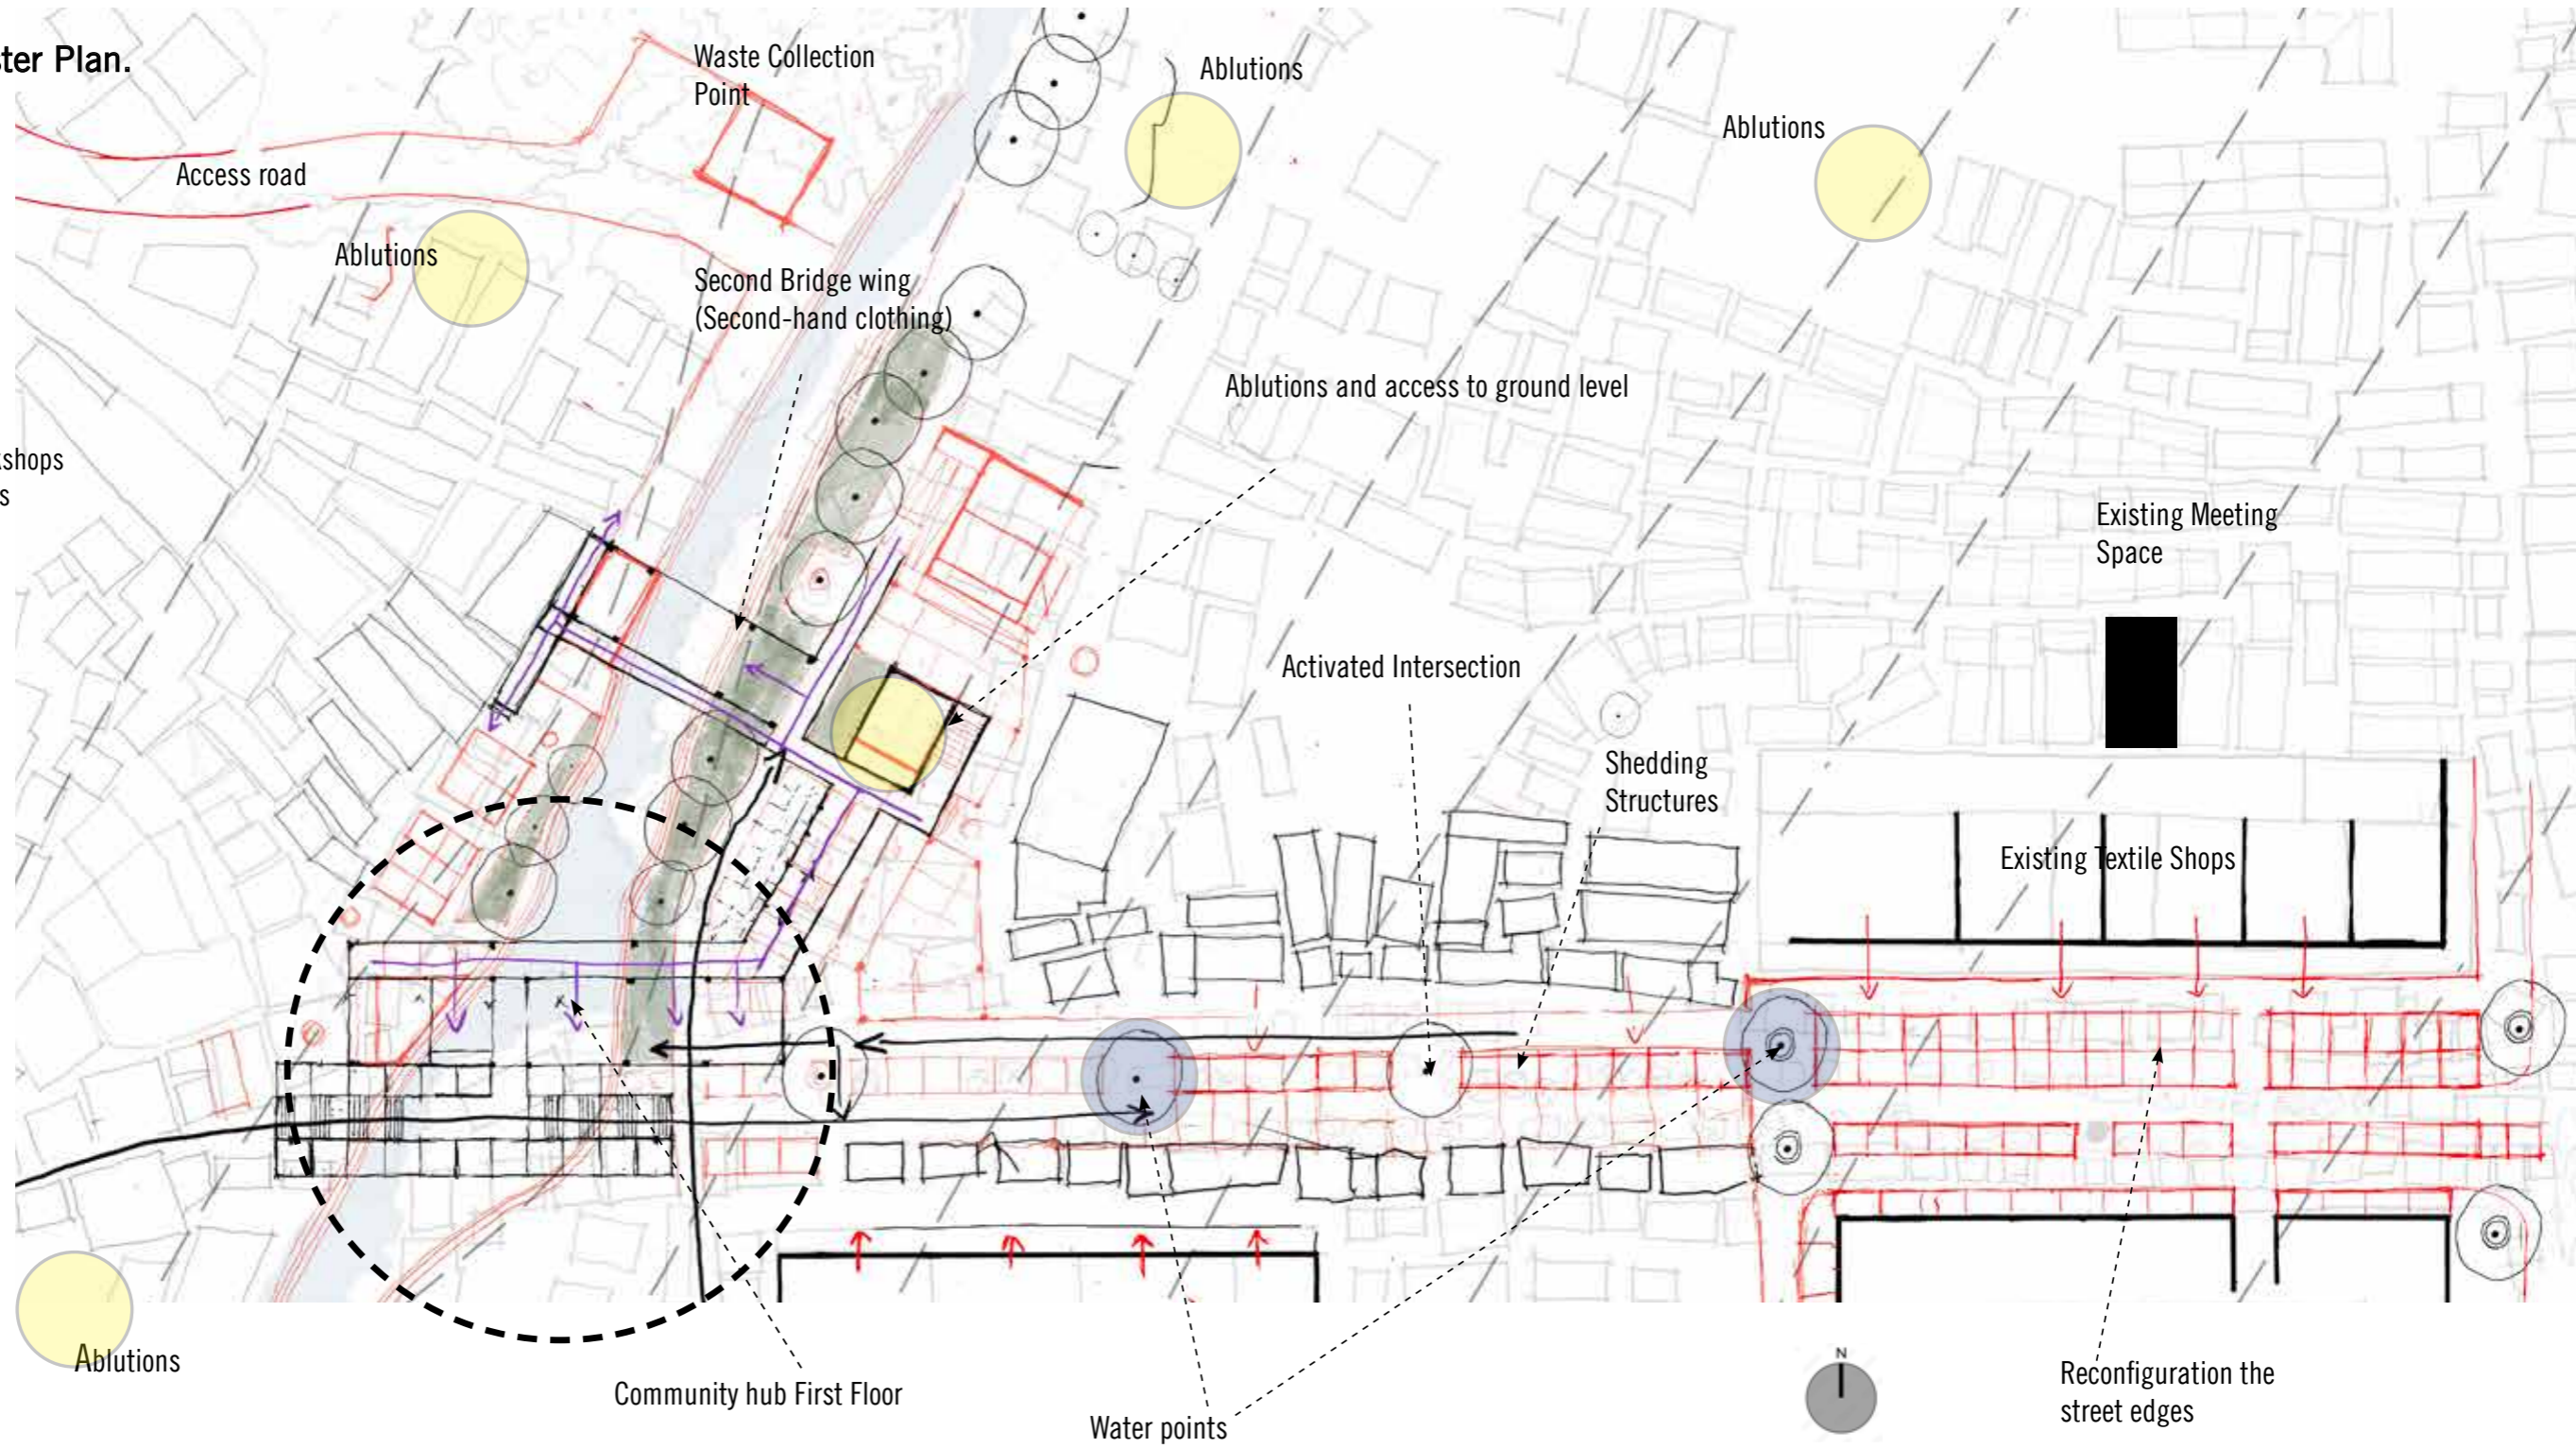 ter Plan.
Waste Collection
Point
Ablutions
Ablutions
Access road
Ablutions
Second Bridge wing
(Second-hand clothing)
Ablutions and access to ground level
shops
s
Existing Meeting
Space
Activated Intersection
Shedding
Structures
Existing Textile Shops
Ablutions
Community hub First Floor
Water points
N
Reconfiguration the
street edges